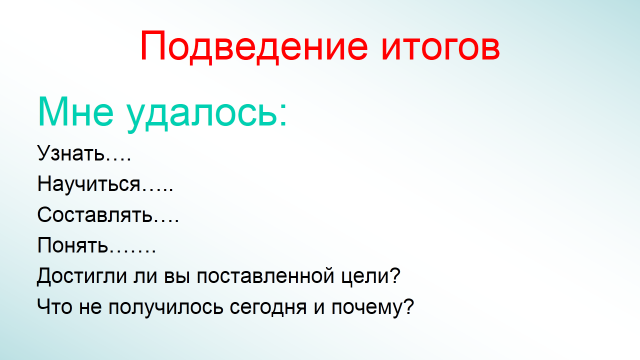 Подведение итогов
Мне удалось:
Узнать….
Научиться…..
Составлять….
Понять…….
Достигли ли вы поставленной цели?
Что не получилось сегодня и почему?